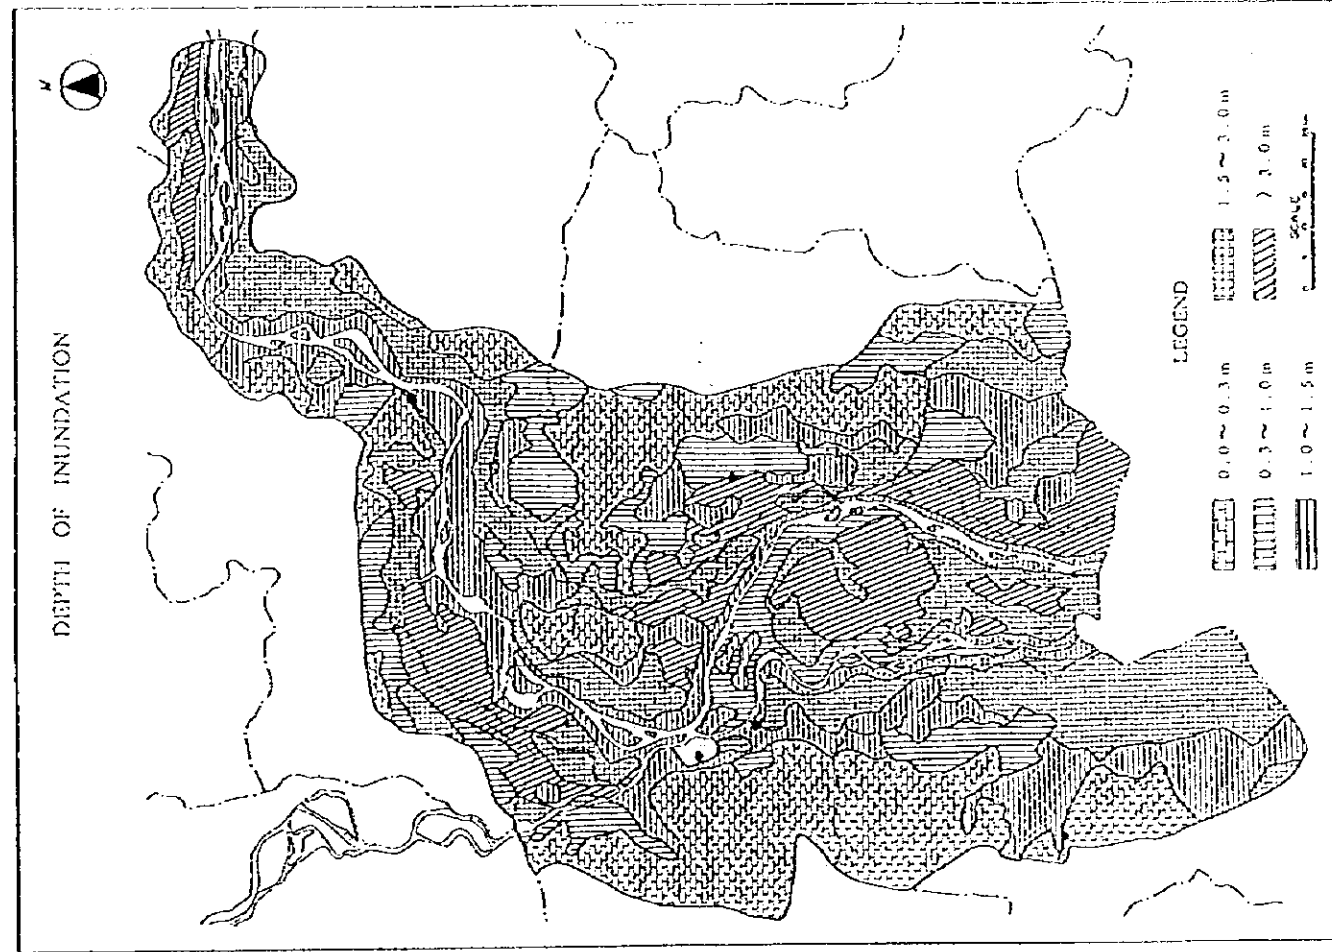 N
DEPTH OF INUNDATION
LEGEND
0.0 ~ 0.3 m
0.3 ~ 1.0 m
1.0 ~ 1.5 m
1.5 ~ 3.0 m
> 3.0 m
SCALE